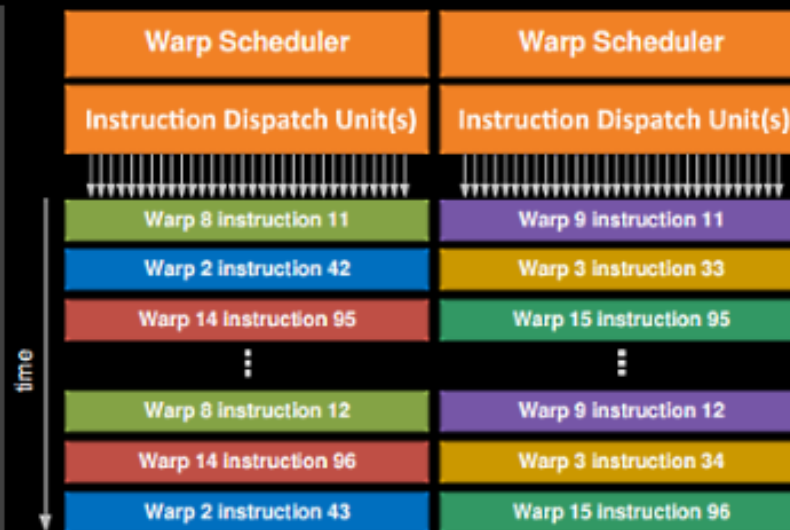 Warp Scheduler Warp Scheduler
Instruction Dispatch Unit(s) Instruction Dispatch Unit(s)
Warp 8 instruction 11 Warp 9 instruction 11
Warp 2 instruction 42 Warp 3 instruction 33
Warp 14 instruction 95 Warp 15 instruction 95
time
Warp 8 instruction 12 Warp 9 instruction 12
Warp 14 instruction 96 Warp 3 instruction 34
Warp 2 instruction 43 Warp 15 instruction 96